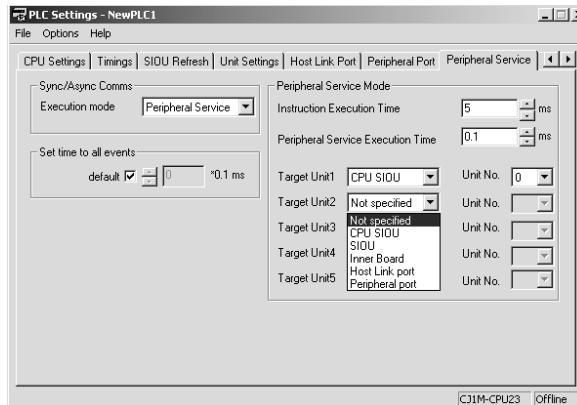 PLC Settings - NewPLC1
File Options Help
CPU Settings Timings SIOU Refresh Unit Settings Host Link Port Peripheral Port Peripheral Service
Sync/Async Comms
Execution mode Peripheral Service
Set time to all events
default 0 *0.1 ms
Peripheral Service Mode
Instruction Execution Time 5 ms
Peripheral Service Execution Time 0.1 ms
Target Unit1 CPU SIOU Unit No. 0
Target Unit2 Not specified Unit No.
Not specified
CPU SIOU
SIOU
Inner Board
Host Link port
Peripheral port
Target Unit3 Unit No.
Target Unit4 Unit No.
Target Unit5 Unit No.
CJ1M-CPU23 Offline